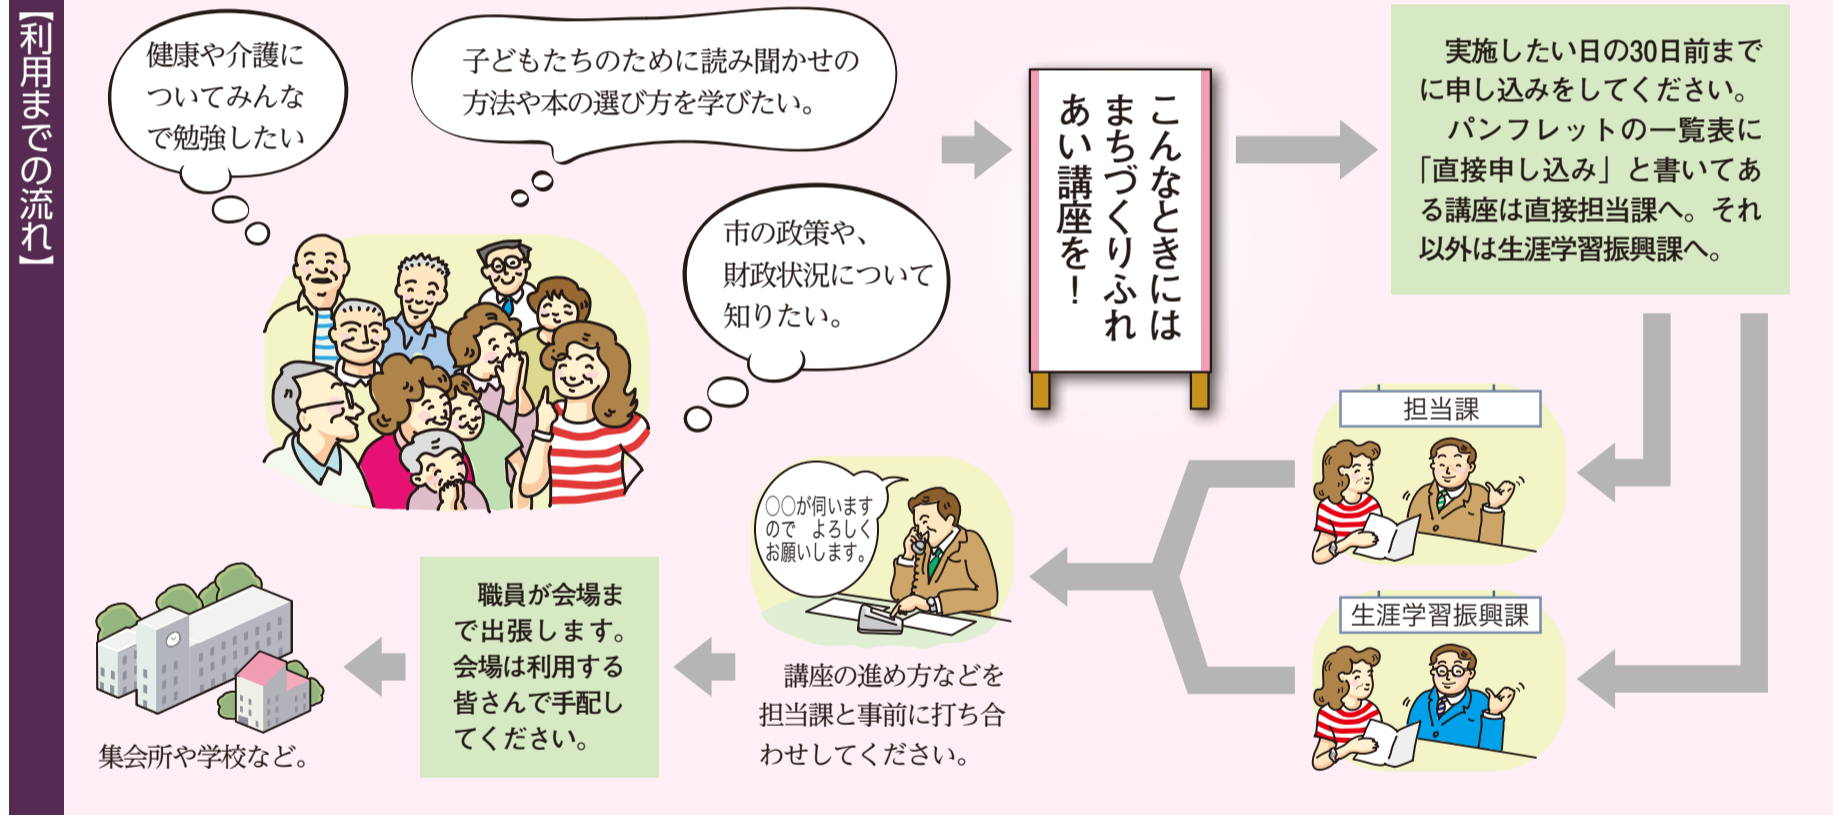 【利用までの流れ】
健康や介護に
ついてみんな
で勉強したい
子どもたちのために読み聞かせの
方法や本の選び方を学びたい。
市の政策や、
財政状況について
知りたい。
こんなときには
まちづくりふれ
あい講座を！
実施したい日の30日前まで
に申し込みをしてください。
パンフレットの一覧表に
「直接申し込み」と書いてあ
る講座は直接担当課へ。それ
以外は生涯学習振興課へ。
担当課
生涯学習振興課
○○が伺います
ので　よろしく
お願いします。
講座の進め方などを
担当課と事前に打ち合
わせしてください。
職員が会場ま
で出張します。
会場は利用する
皆さんで手配し
てください。
集会所や学校など。